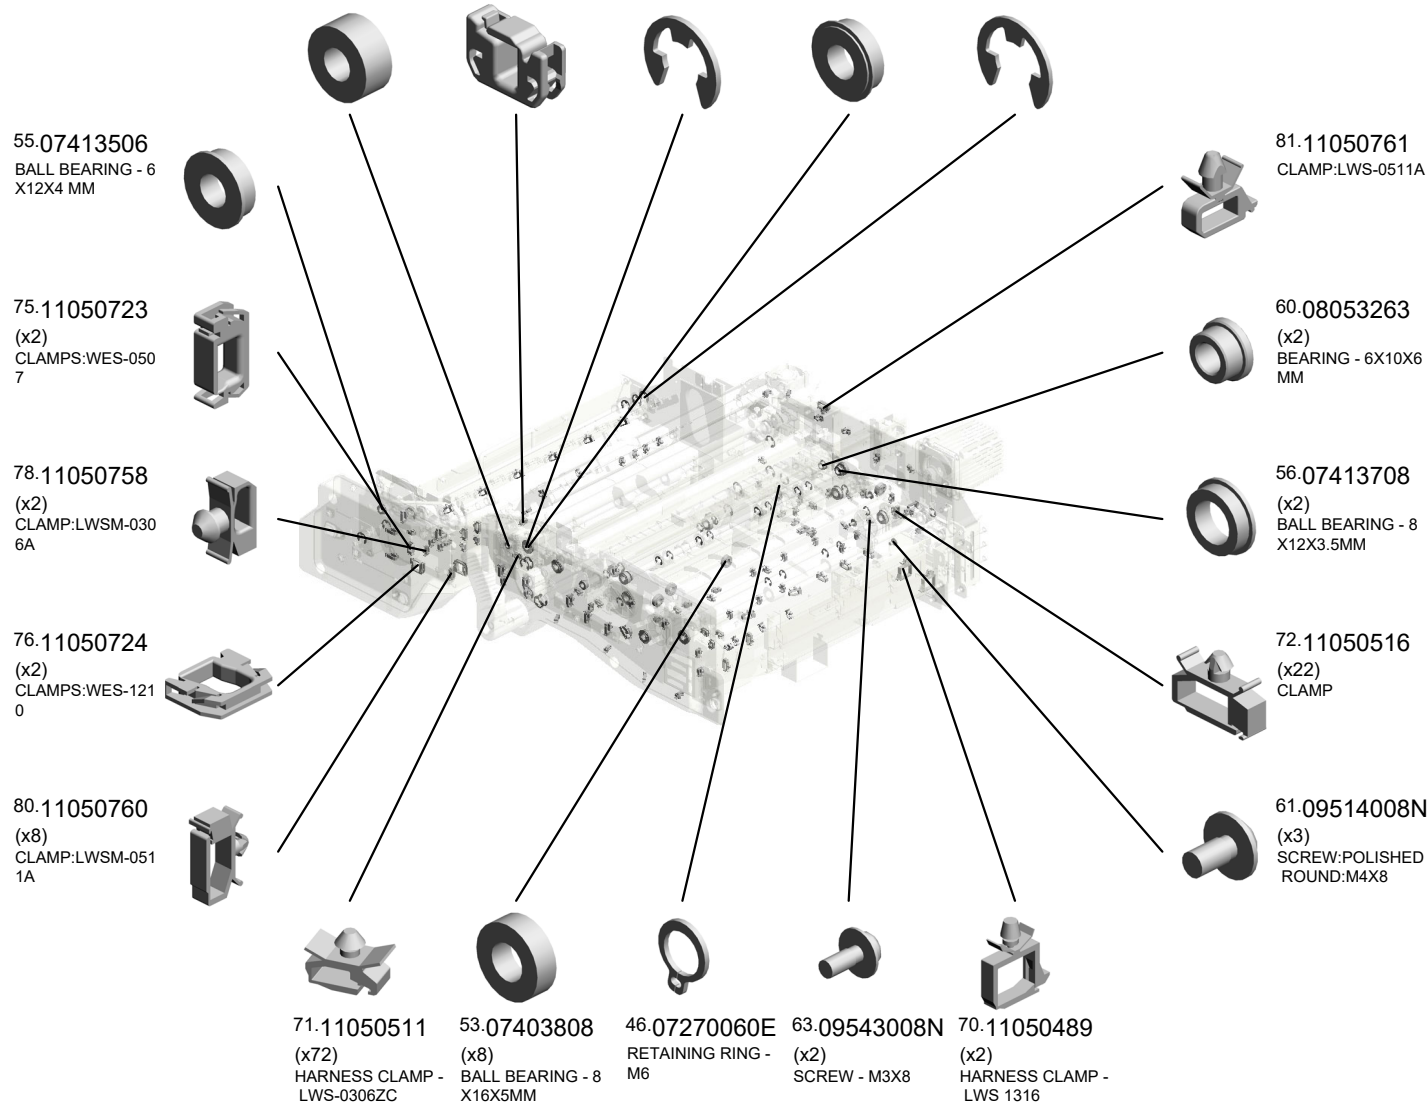 55.07413506
BALL BEARING - 6
X12X4 MM
75.11050723
(x2)
CLAMPS:WES-050
7
78.11050758
(x2)
CLAMP:LWSM-030
6A
76.11050724
(x2)
CLAMPS:WES-121
0
80.11050760
(x8)
CLAMP:LWSM-051
1A
81.11050761
CLAMP:LWS-0511A
60.08053263
(x2)
BEARING - 6X10X6
MM
56.07413708
(x2)
BALL BEARING - 8
X12X3.5MM
72.11050516
(x22)
CLAMP
61.09514008N
(x3)
SCREW:POLISHED
ROUND:M4X8
71.11050511
(x72)
HARNESS CLAMP -
LWS-0306ZC
53.07403808
(x8)
BALL BEARING - 8
X16X5MM
46.07270060E
RETAINING RING -
M6
63.09543008N
(x2)
SCREW - M3X8
70.11050489
(x2)
HARNESS CLAMP -
LWS 1316